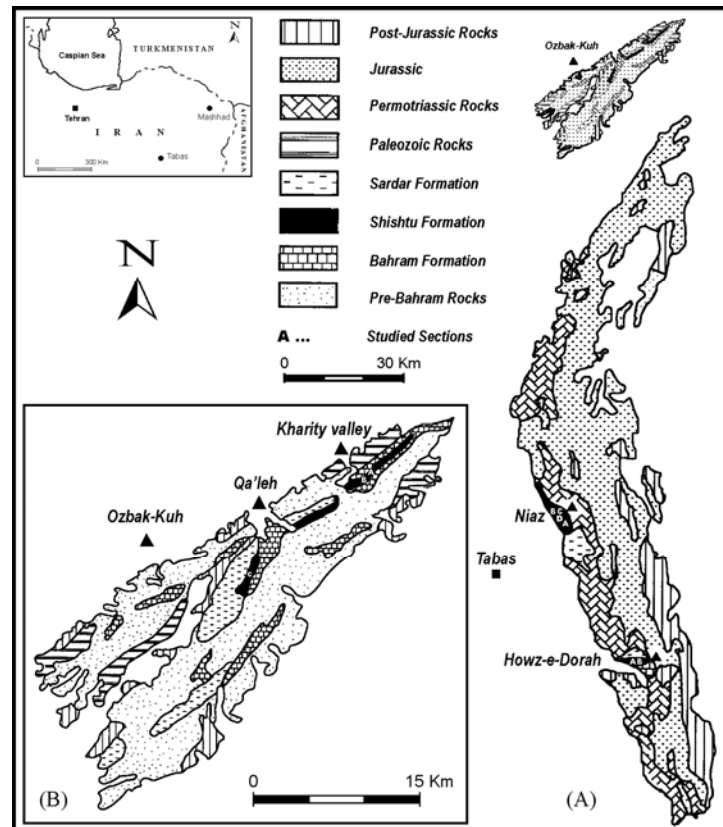 Caspian Sea
TURKMENISTAN
N
Tehran
Mashhad
I R A N
AFGHANISTAN
Tabas
0 300 Km
N
Post-Jurassic Rocks
Jurassic
Permotriassic Rocks
Paleozoic Rocks
Sardar Formation
Shishtu Formation
Bahram Formation
Pre-Bahram Rocks
A ... Studied Sections
0 30 Km
N
Ozbak-Kuh
Niaz
B C
D A
Tabas
Howz-e-Dorah
A B
(A)
Kharity valley
Qa'leh
Ozbak-Kuh
0 15 Km
(B)